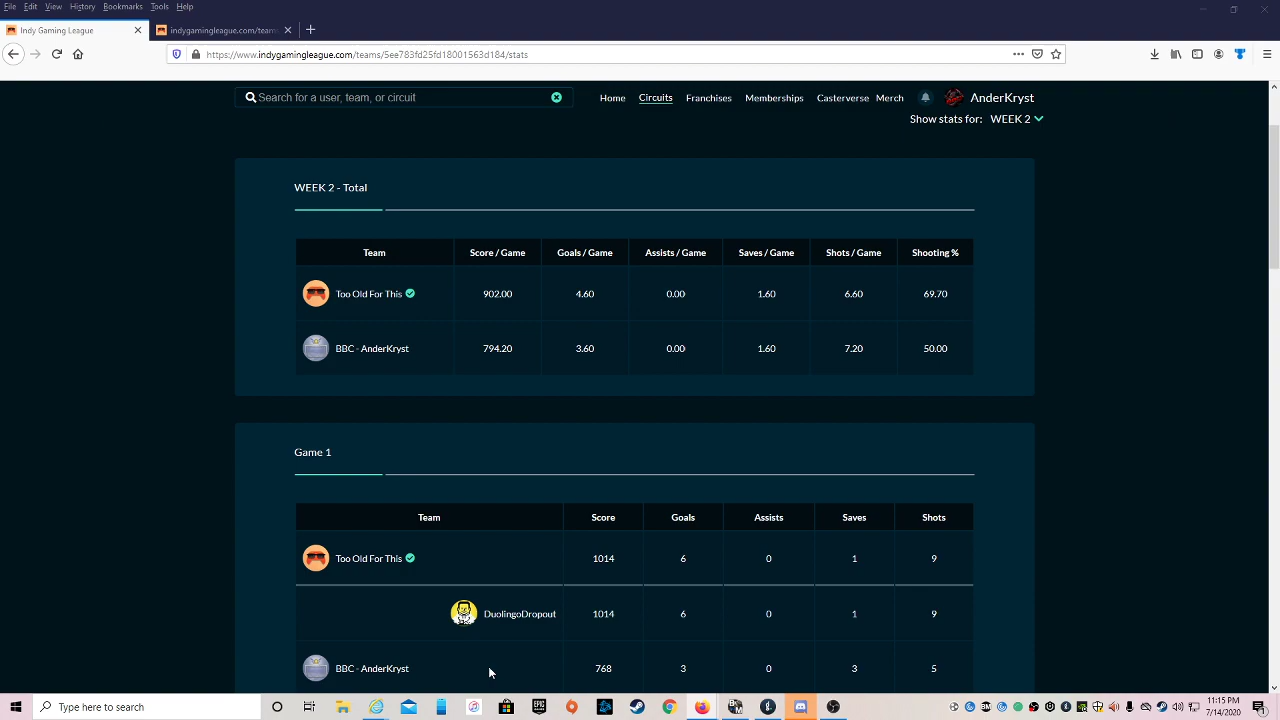 File Edit View History Bookmarks Tools Help
Indy Gaming League
indygamingleague.com/teams
https://www.indygamingleague.com/teams/5ee783fd25fd18001563d184/stats
Search for a user, team, or circuit
Home Circuits Franchises Memberships Casterverse Merch AnderKryst
Show stats for: WEEK 2
WEEK 2 - Total
Team Score / Game Goals / Game Assists / Game Saves / Game Shots / Game Shooting %
Too Old For This 902.00 4.60 0.00 1.60 6.60 69.70
BBC - AnderKryst 794.20 3.60 0.00 1.60 7.20 50.00
Game 1
Team Score Goals Assists Saves Shots
Too Old For This 1014 6 0 1 9
DuolingoDropout 1014 6 0 1 9
BBC - AnderKryst 768 3 0 3 5
Type here to search
11:15 PM
7/14/2020